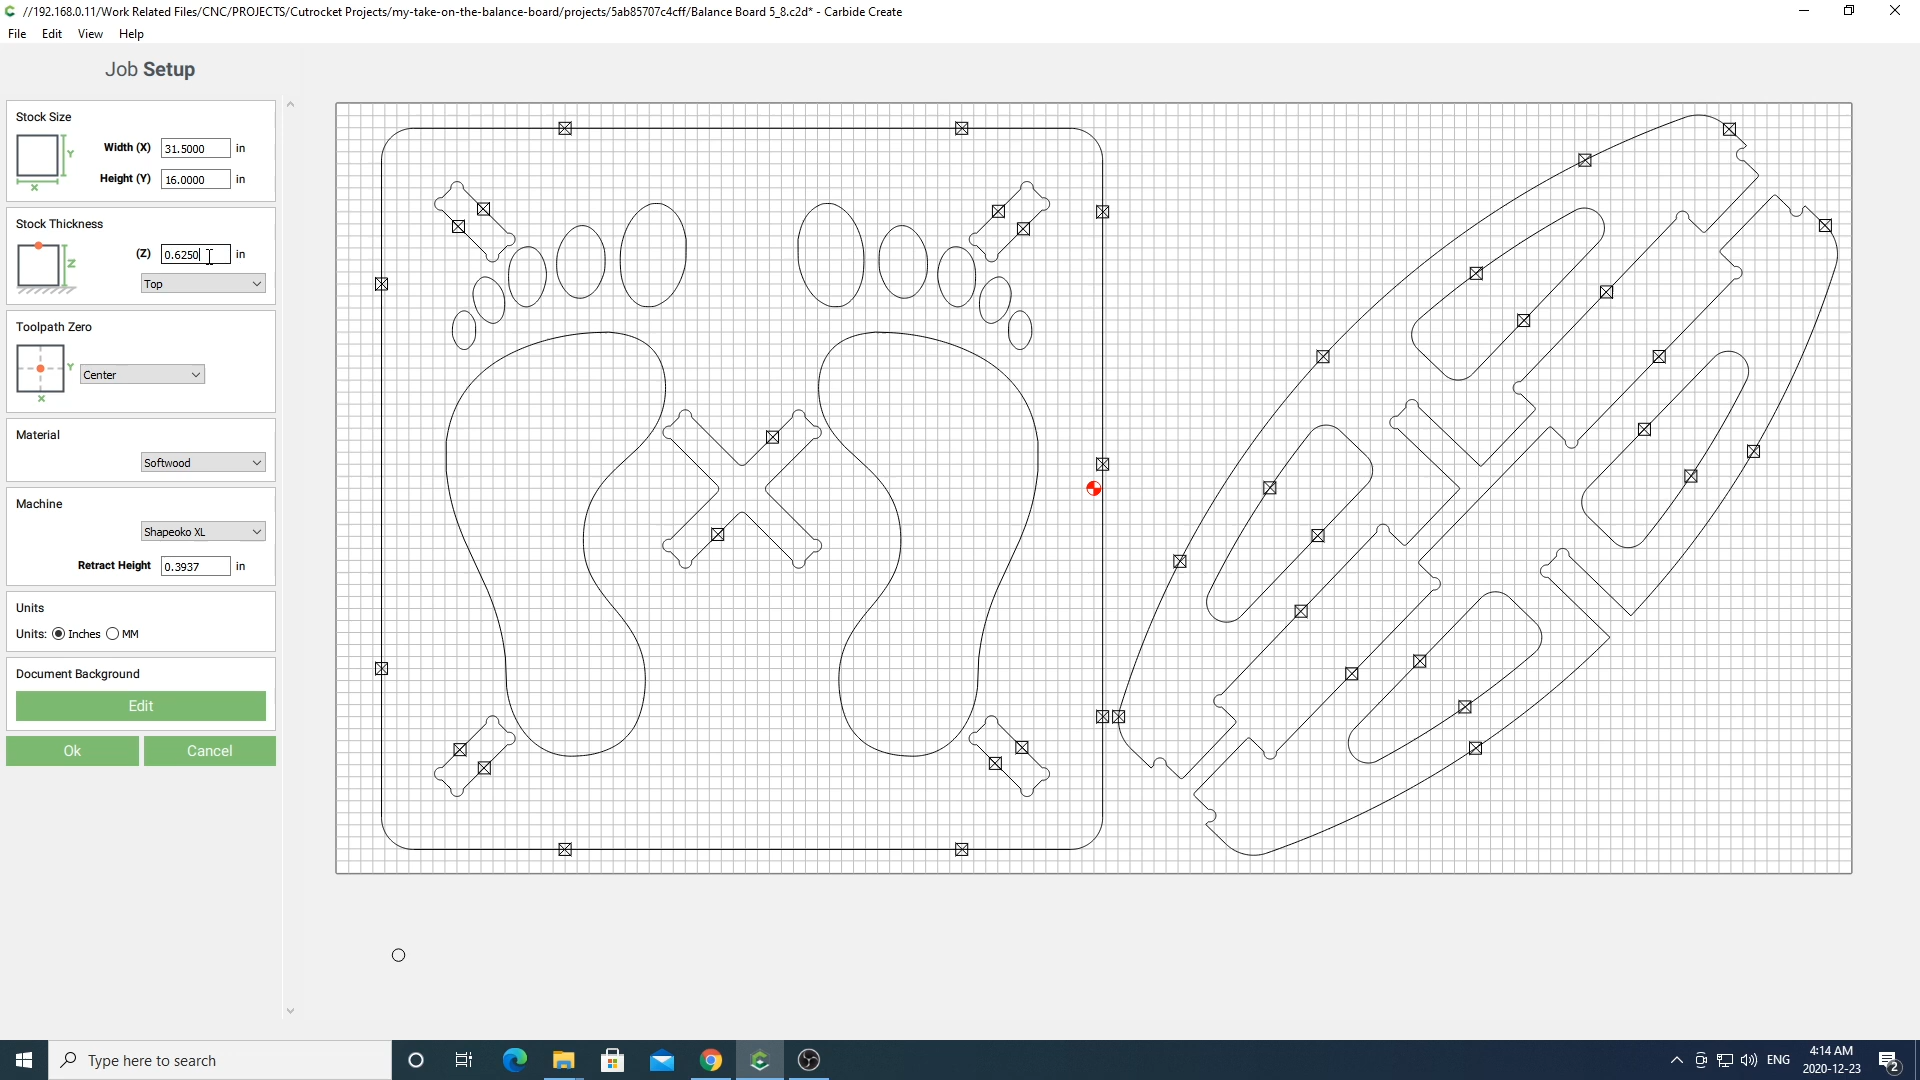 //192.168.0.11/Work Related Files/CNC/PROJECTS/Cutrocket Projects/my-take-on-the-balance-board/projects/5ab85707c4cff/Balance Board 5_8.c2d* - Carbide Create
File Edit View Help
Job Setup
Stock Size
Width (X) 31.5000 in
Y
Height (Y) 16.0000 in
X
Stock Thickness
(Z) 0.6250 in
Z
Top
Toolpath Zero
Y
Center
X
Material
Softwood
Machine
Shapeoko XL
Retract Height 0.3937 in
Units
Units: Inches MM
Document Background
Edit
Ok Cancel
Type here to search
ENG
4:14 AM
2020-12-23
2